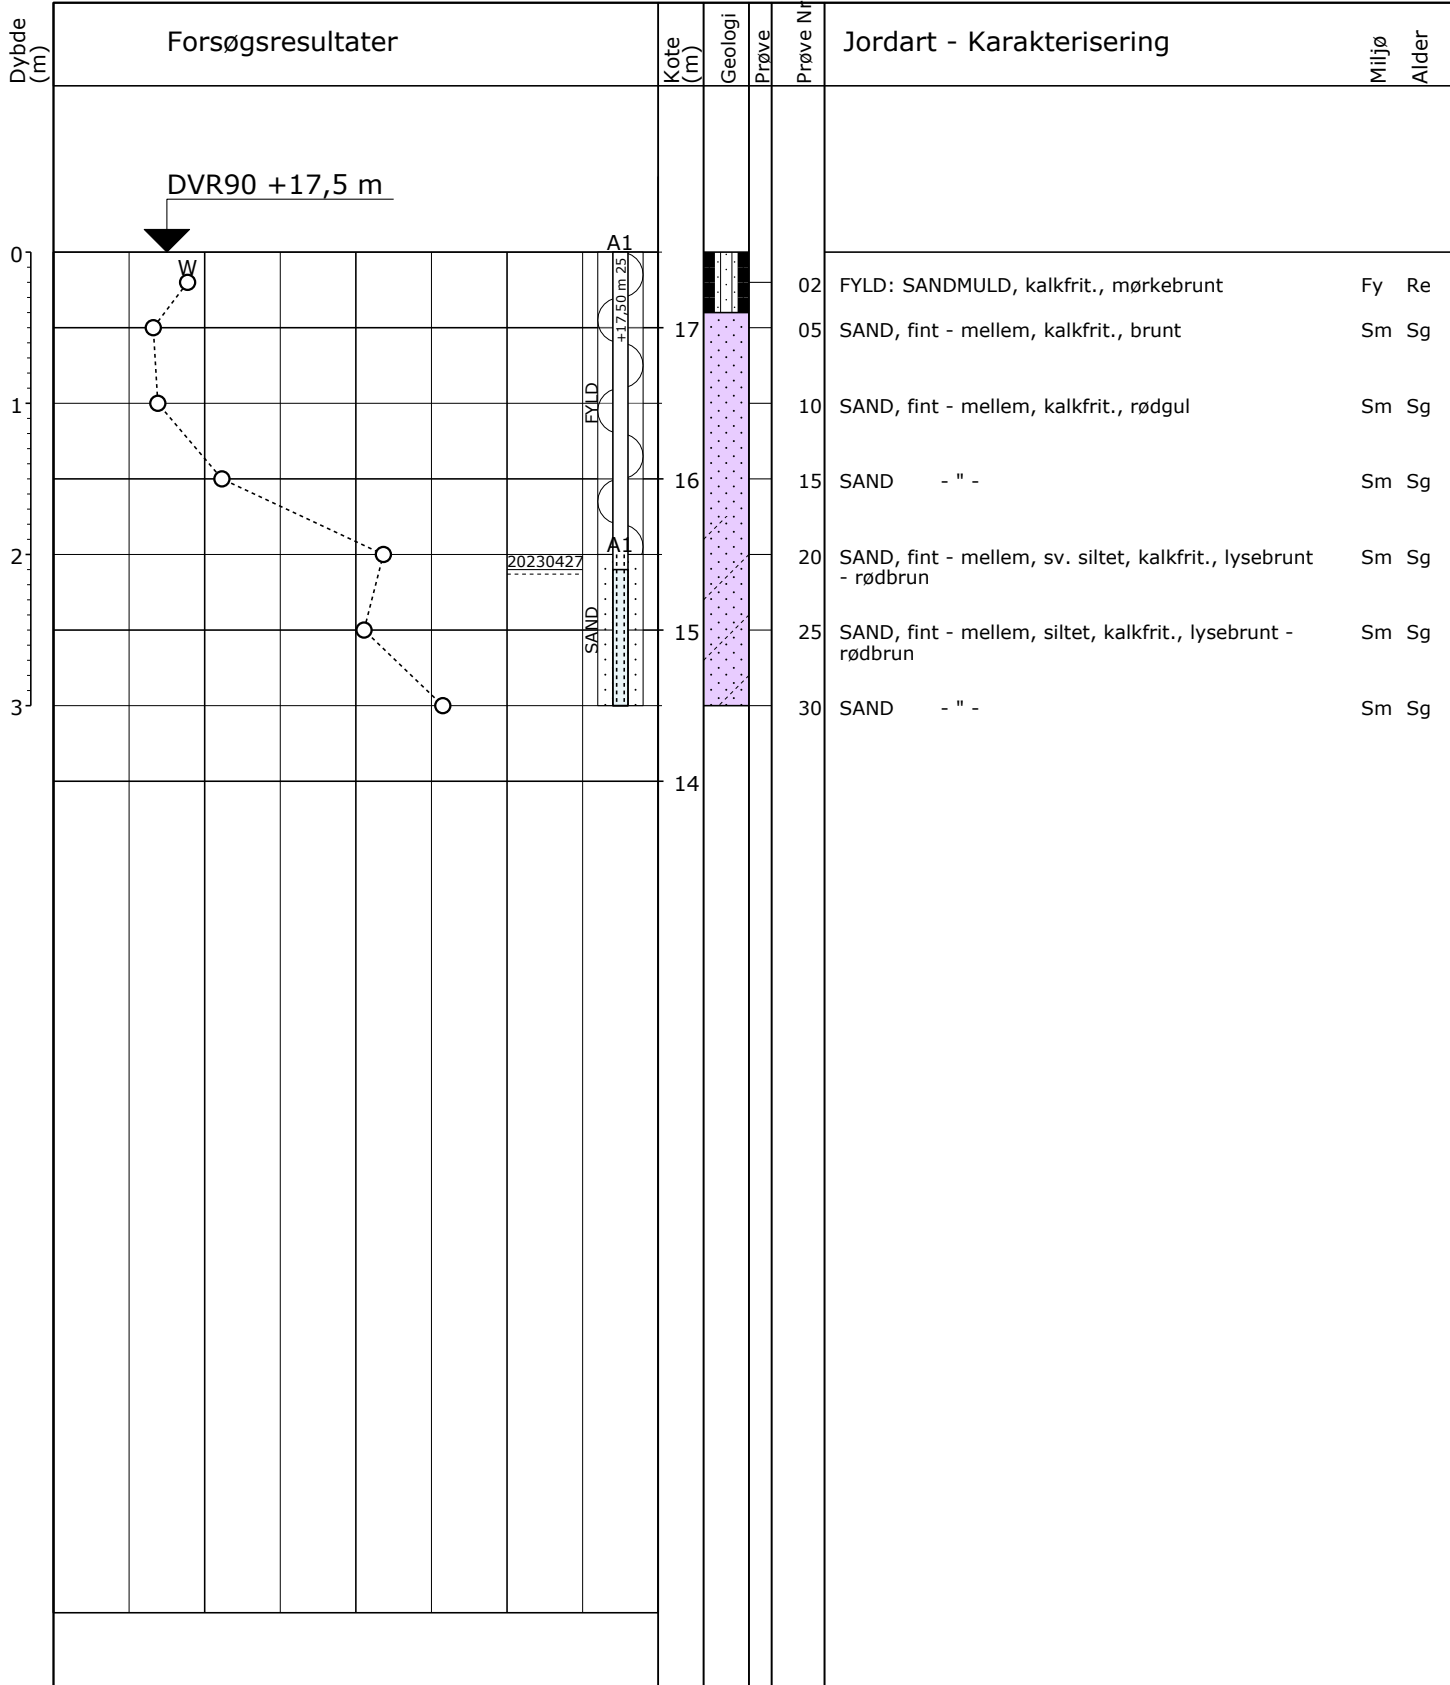 Dybde
(m)
Forsøgsresultater
Kote
(m)
Geologi
Prøve
Prøve Nr
Jordart - Karakterisering
Miljø
Alder
DVR90 +17,5 m
0
W
A1
+17,50 m 25
02 FYLD: SANDMULD, kalkfrit., mørkebrunt Fy Re
17
05 SAND, fint - mellem, kalkfrit., brunt Sm Sg
1
FYLD
10 SAND, fint - mellem, kalkfrit., rødgul Sm Sg
16
15 SAND - " - Sm Sg
2
A1
20230427
20 SAND, fint - mellem, sv. siltet, kalkfrit., lysebrunt Sm Sg
- rødbrun
SAND
15
25 SAND, fint - mellem, siltet, kalkfrit., lysebrunt - Sm Sg
rødbrun
3
30 SAND - " - Sm Sg
14